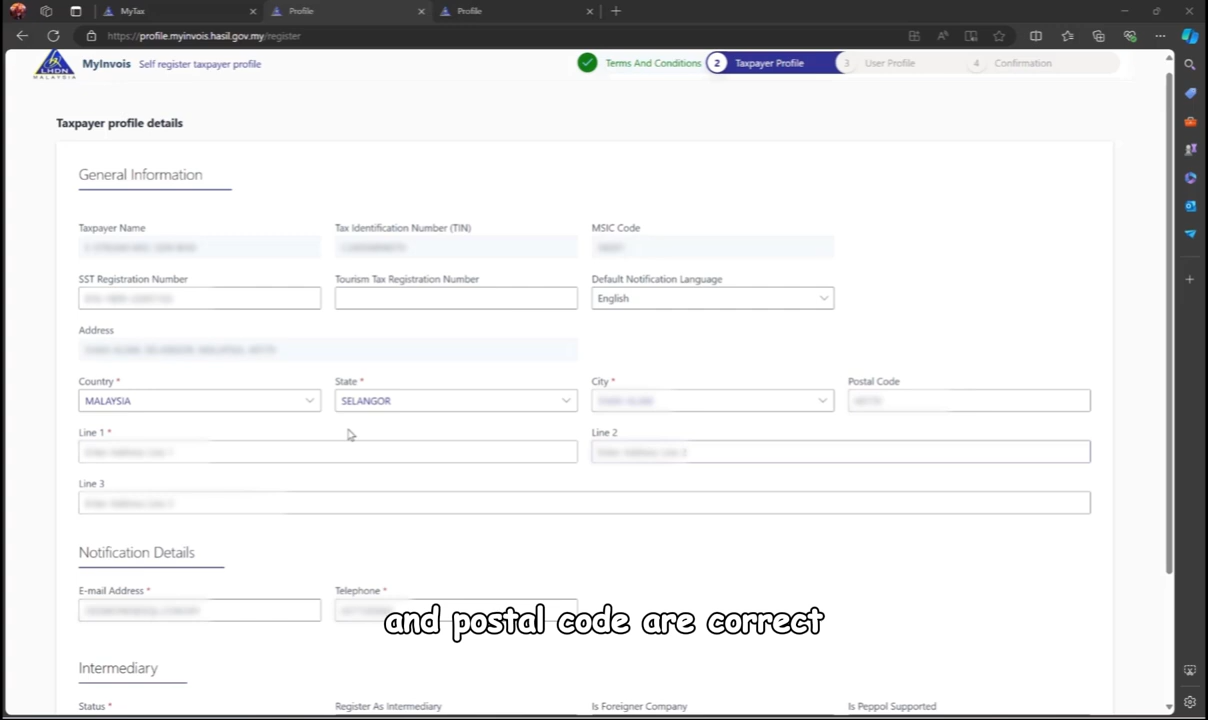 MyTax
Profile
Profile
https://profile.myinvois.hasil.gov.my/register
LHDN
MALAYSIA
MyInvois
Self register taxpayer profile
Terms And Conditions
2
Taxpayer Profile
3
User Profile
4
Confirmation
Taxpayer profile details
General Information
Taxpayer Name
Tax Identification Number (TIN)
MSIC Code
SST Registration Number
Tourism Tax Registration Number
Default Notification Language
English
Address
Country *
State *
City *
Postal Code
MALAYSIA
SELANGOR
Line 1 *
Line 2
Line 3
Notification Details
E-mail Address *
Telephone *
and postal code are correct
Intermediary
Status *
Register As Intermediary
Is Foreigner Company
Is Peppol Supported